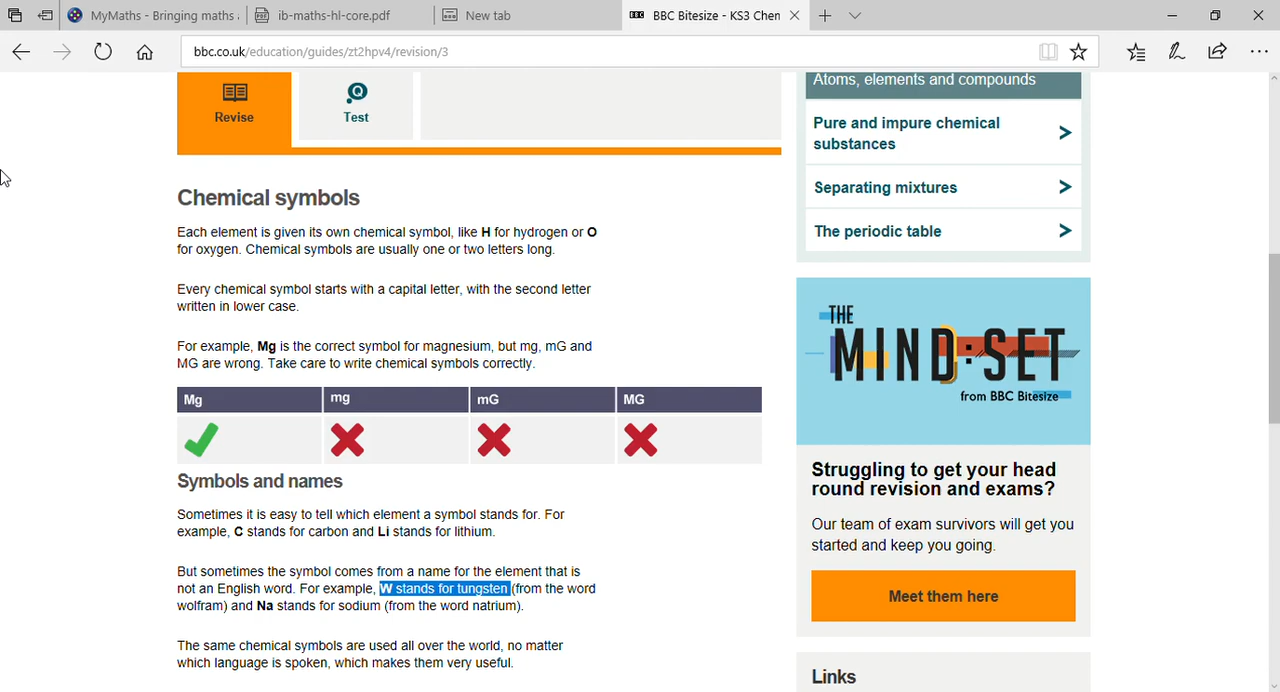 MyMaths - Bringing maths
ib-maths-hl-core.pdf
New tab
BBC Bitesize - KS3 Chen
bbc.co.uk/education/guides/zt2hpv4/revision/3
Revise
Test
Chemical symbols
Each element is given its own chemical symbol, like H for hydrogen or O
for oxygen. Chemical symbols are usually one or two letters long.
Every chemical symbol starts with a capital letter, with the second letter
written in lower case.
For example, Mg is the correct symbol for magnesium, but mg, mG and
MG are wrong. Take care to write chemical symbols correctly.
Mg mg mG MG
Symbols and names
Sometimes it is easy to tell which element a symbol stands for. For
example, C stands for carbon and Li stands for lithium.
But sometimes the symbol comes from a name for the element that is
not an English word. For example, W stands for tungsten (from the word
wolfram) and Na stands for sodium (from the word natrium).
The same chemical symbols are used all over the world, no matter
which language is spoken, which makes them very useful.
Atoms, elements and compounds
Pure and impure chemical
substances
Separating mixtures
The periodic table
THE
MIND:SET
from BBC Bitesize
Struggling to get your head
round revision and exams?
Our team of exam survivors will get you
started and keep you going.
Meet them here
Links